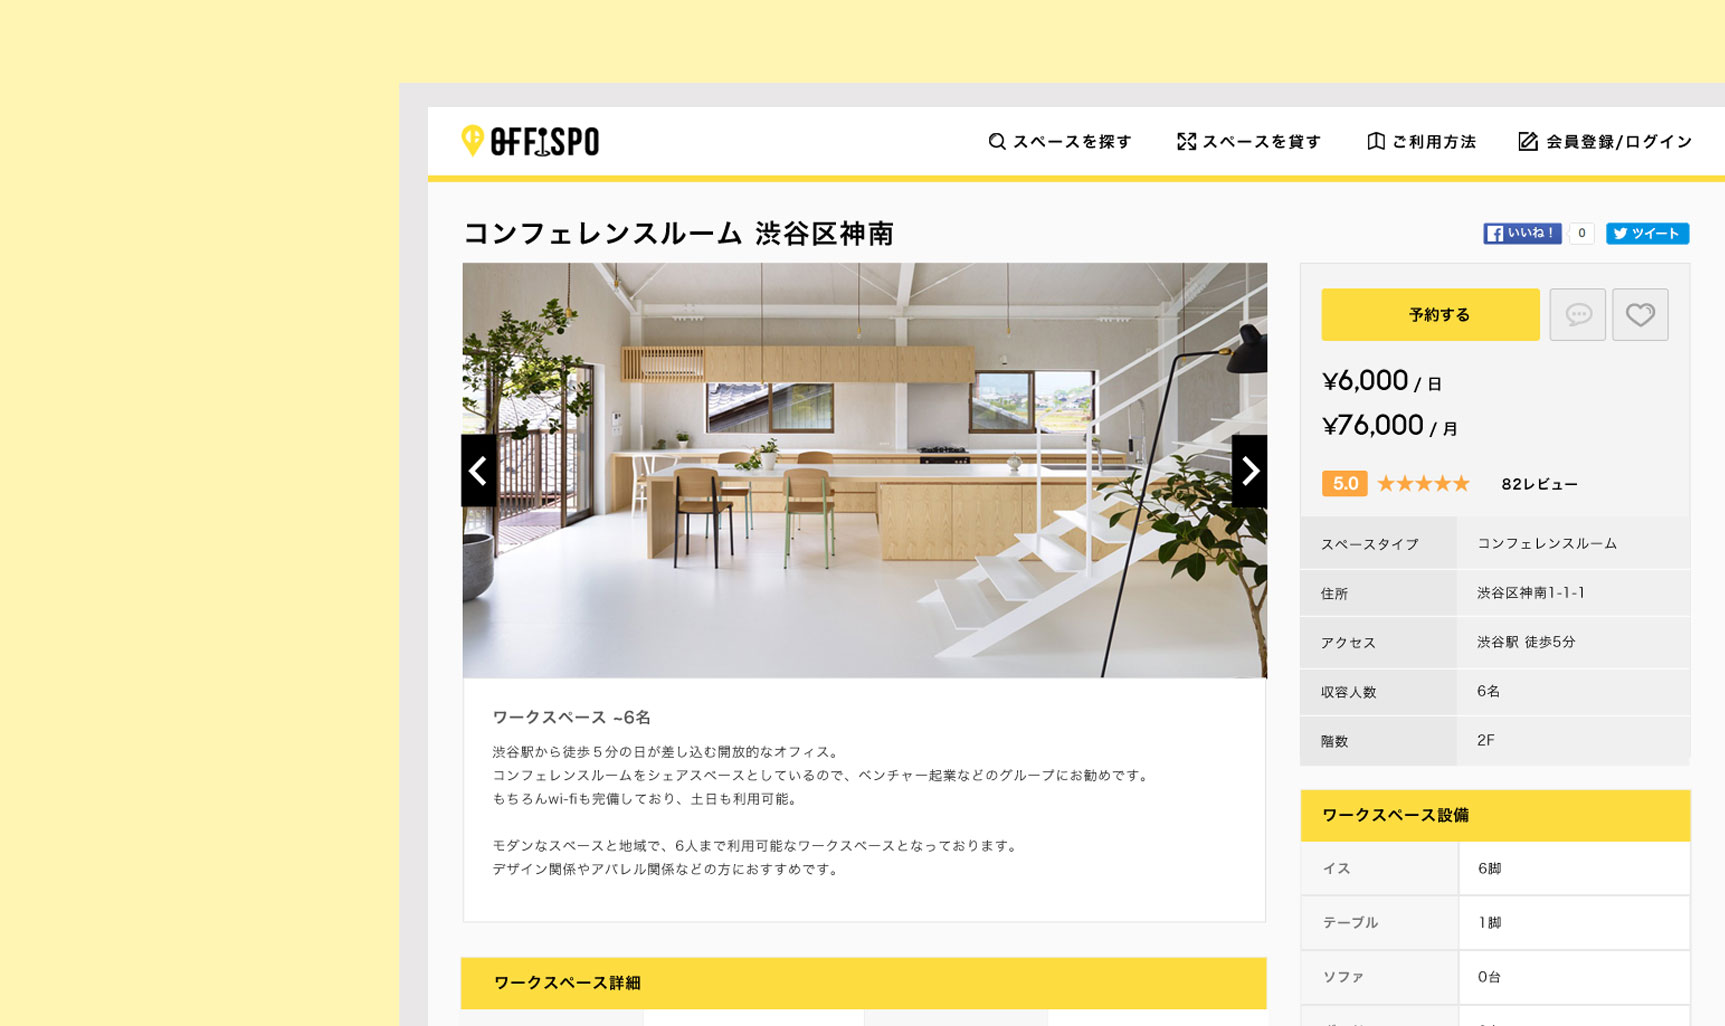 OFFISPO
スペースを探す
スペースを貸す
ご利用方法
会員登録/ログイン
コンフェレンスルーム 渋谷区神南
いいね！
0
ツイート
予約する
¥6,000 / 日
¥76,000 / 月
5.0 ★★★★★ 82レビュー
スペースタイプ コンフェレンスルーム
住所 渋谷区神南1-1-1
アクセス 渋谷駅 徒歩5分
収容人数 6名
階数 2F
ワークスペース ~6名
渋谷駅から徒歩５分の日が差し込む開放的なオフィス。
コンフェレンスルームをシェアスペースとしているので、ベンチャー起業などのグループにお勧めです。
もちろんwi-fiも完備しており、土日も利用可能。
モダンなスペースと地域で、6人まで利用可能なワークスペースとなっております。
デザイン関係やアパレル関係などの方におすすめです。
ワークスペース設備
イス 6脚
テーブル 1脚
ソファ 0台
ワークスペース詳細